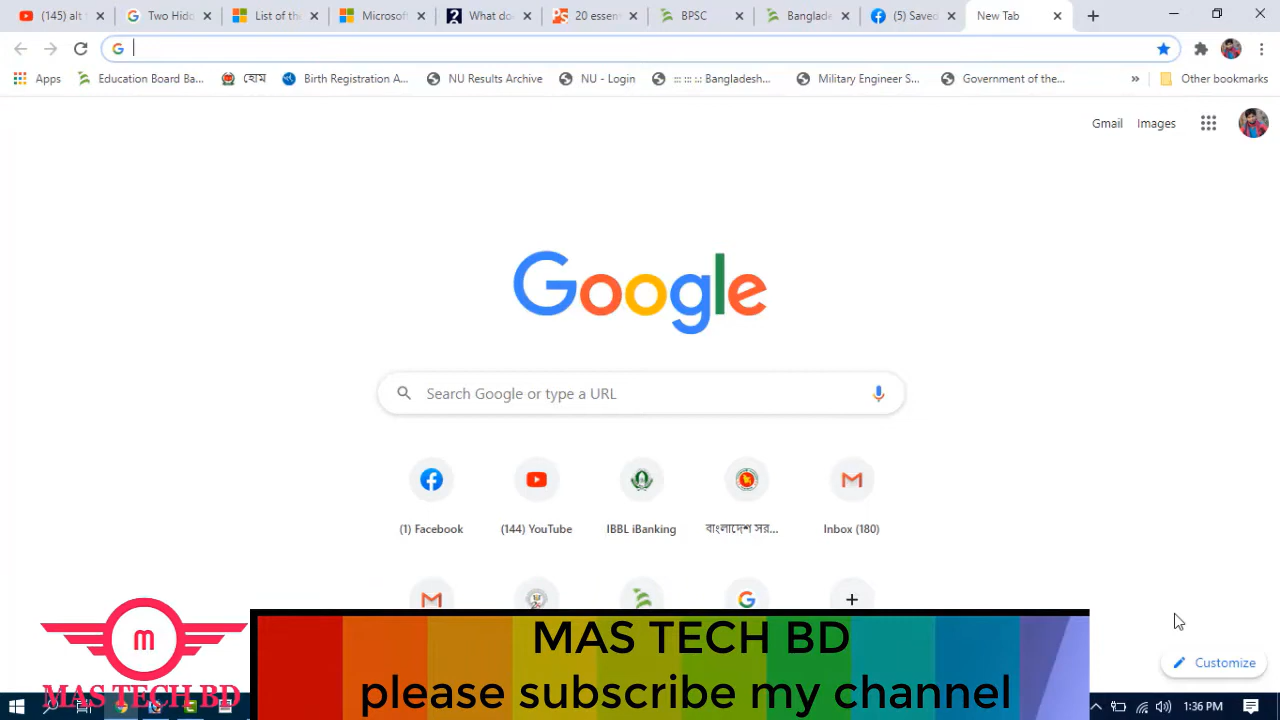 (145) alt
Two Hidd
List of the
Microsof
What do
20 essen
BPSC
Banglad
(5) Save
New Tab
Apps
Education Board Ba...
হোম
Birth Registration A...
NU Results Archive
NU - Login
::: :: .: Bangladesh...
Military Engineer S...
Government of the...
»
Other bookmarks
Gmail
Images
Google
Search Google or type a URL
(1) Facebook
(144) YouTube
IBBL iBanking
বাংলাদেশ সর...
Inbox (180)
Customize
m
MAS TECH BD
MAS TECH BD
please subscribe my channel
1:36 PM